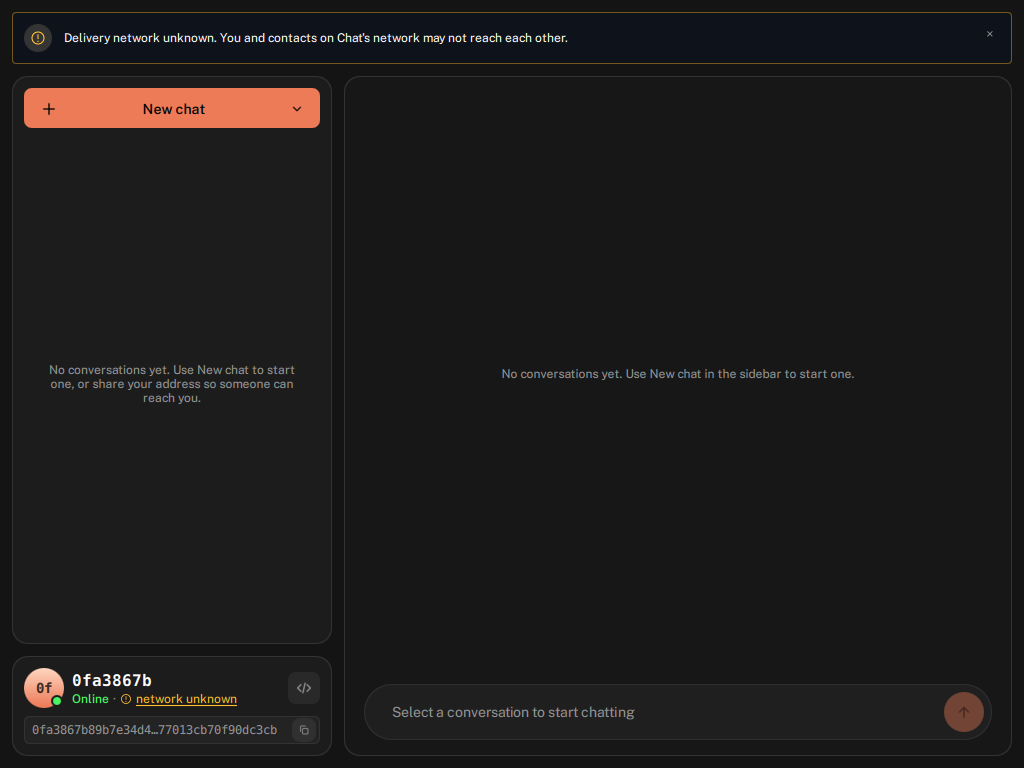 Delivery network unknown. You and contacts on Chat's network may not reach each other.
×
New chat
No conversations yet. Use New chat to start
one, or share your address so someone can
reach you.
No conversations yet. Use New chat in the sidebar to start one.
0f
0fa3867b
Online · network unknown
0fa3867b89b7e34d4…77013cb70f90dc3cb
Select a conversation to start chatting